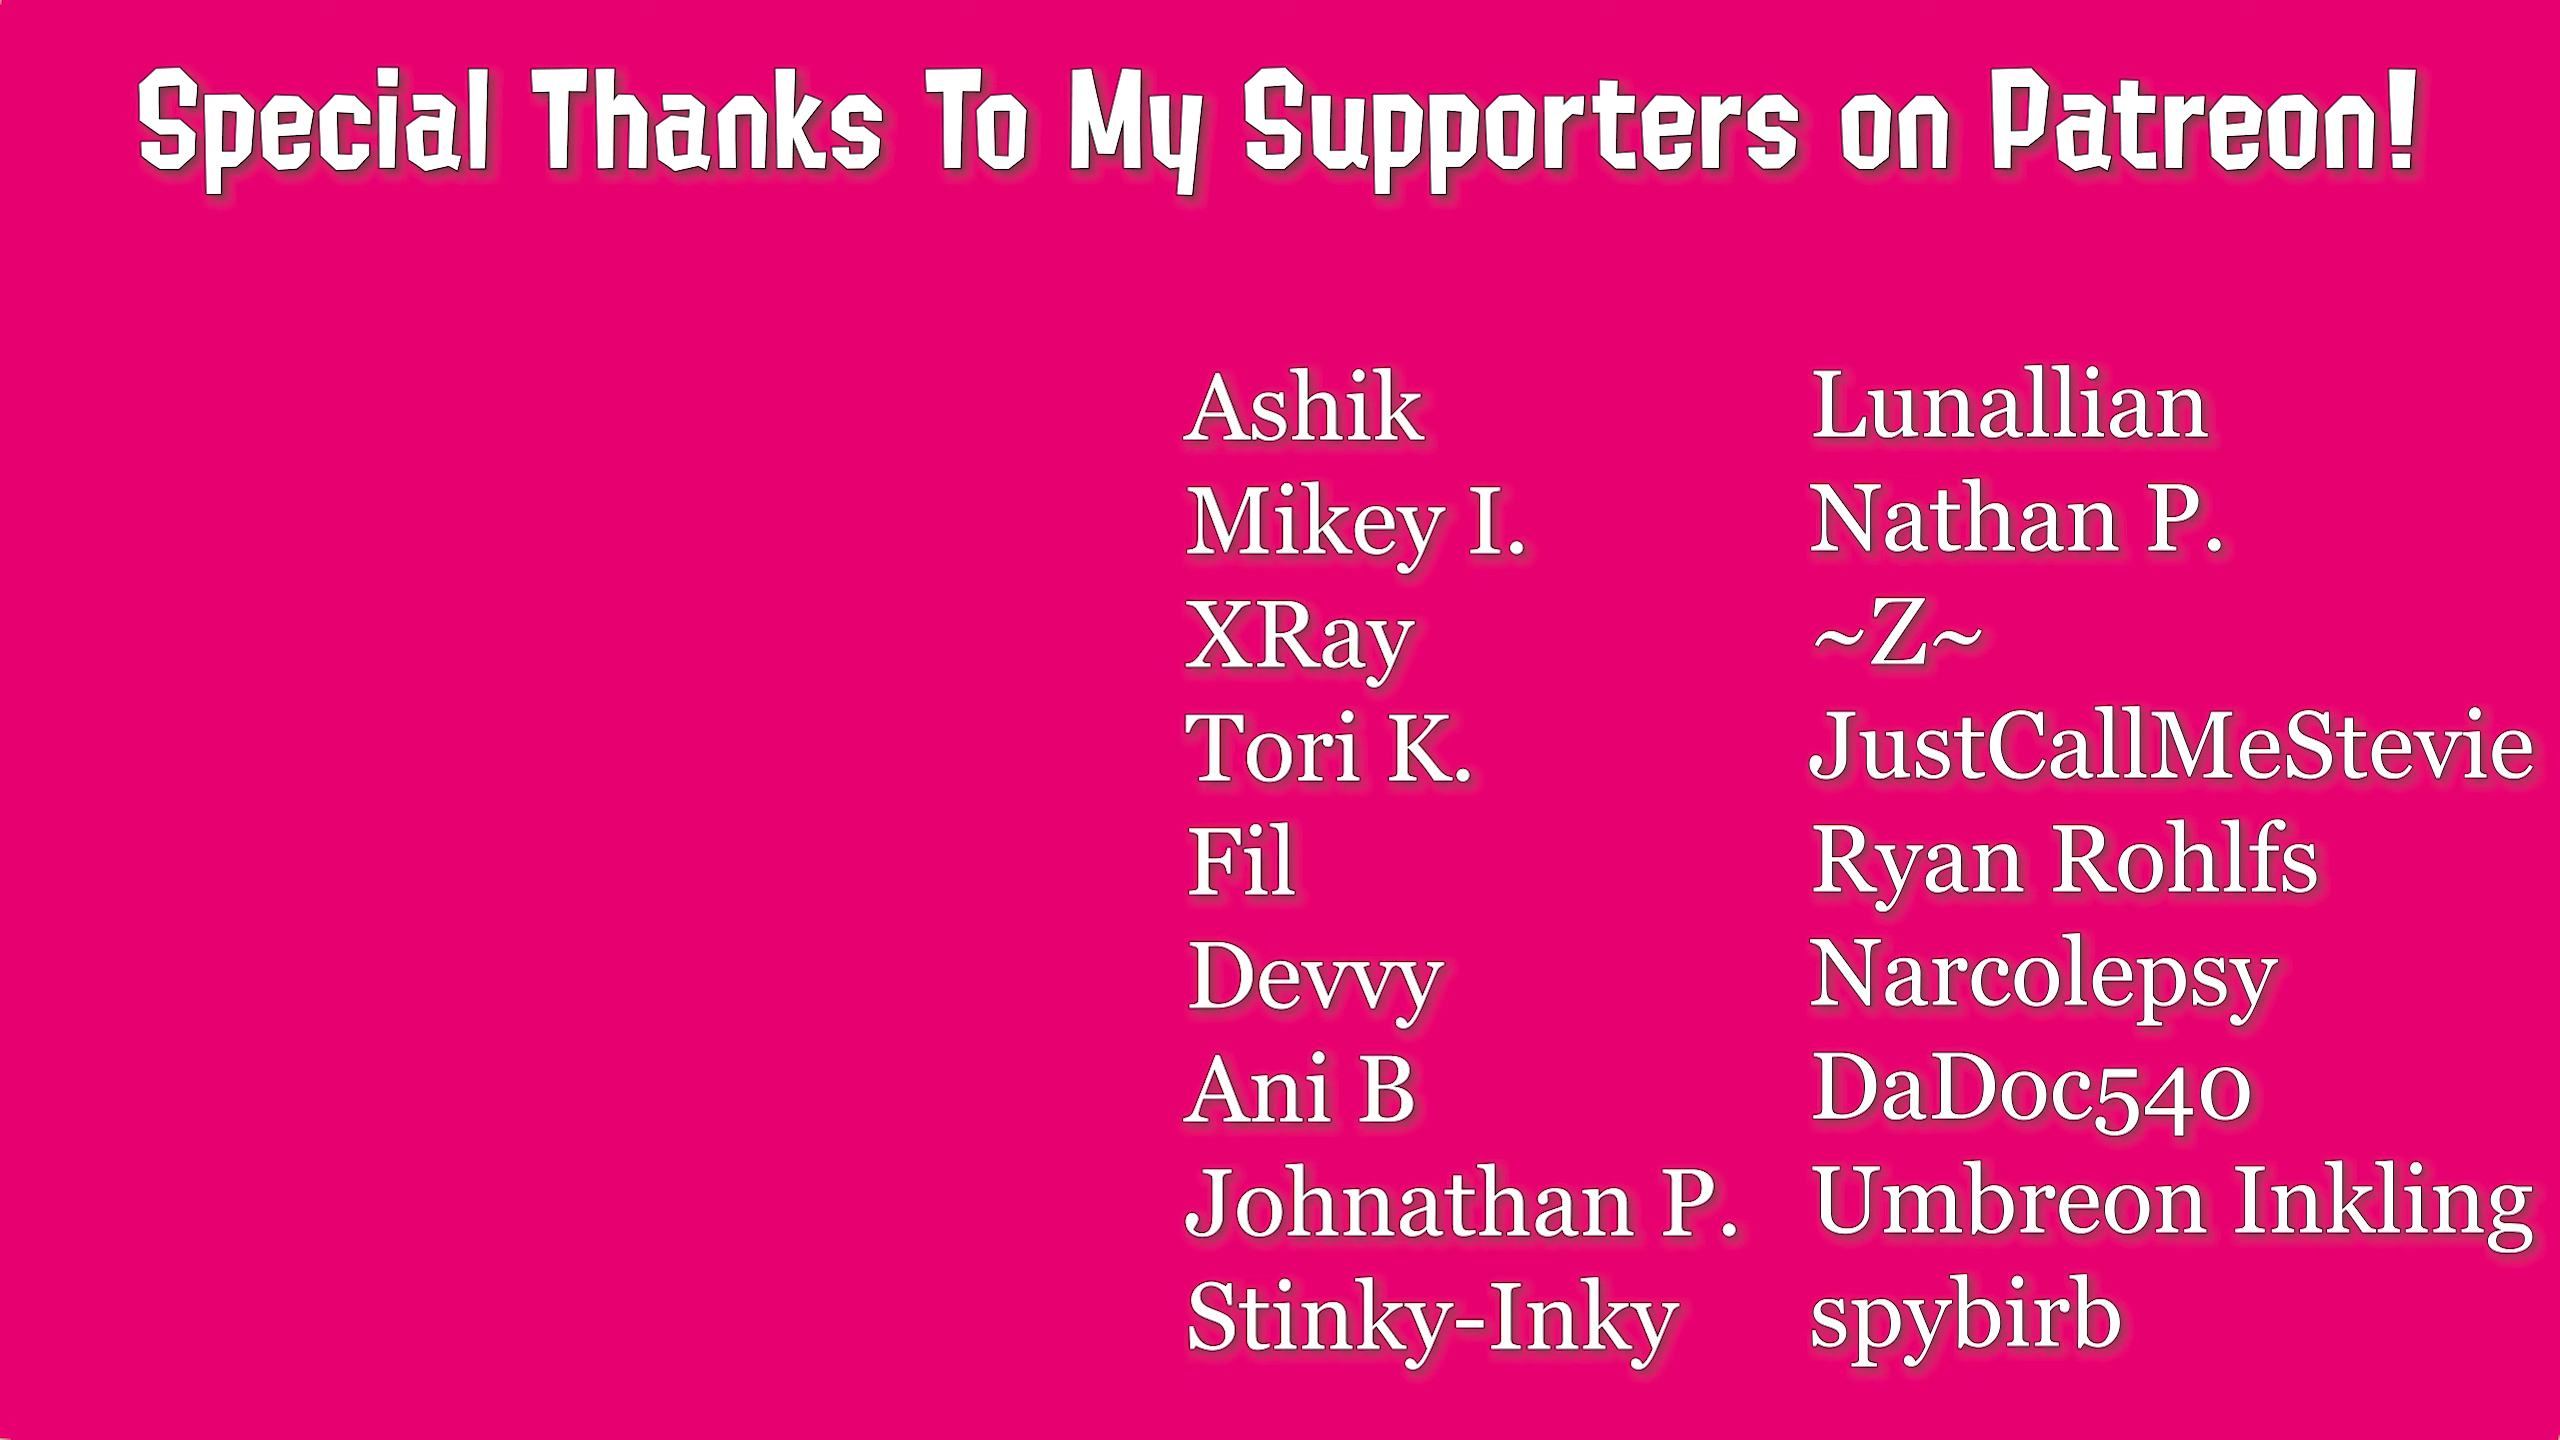 Special Thanks To My Supporters on Patreon!
Ashik
Mikey I.
XRay
Tori K.
Fil
Devvy
Ani B
Johnathan P.
Stinky-Inky
Lunallian
Nathan P.
~Z~
JustCallMeStevie
Ryan Rohlfs
Narcolepsy
DaDoc540
Umbreon Inkling
spybirb